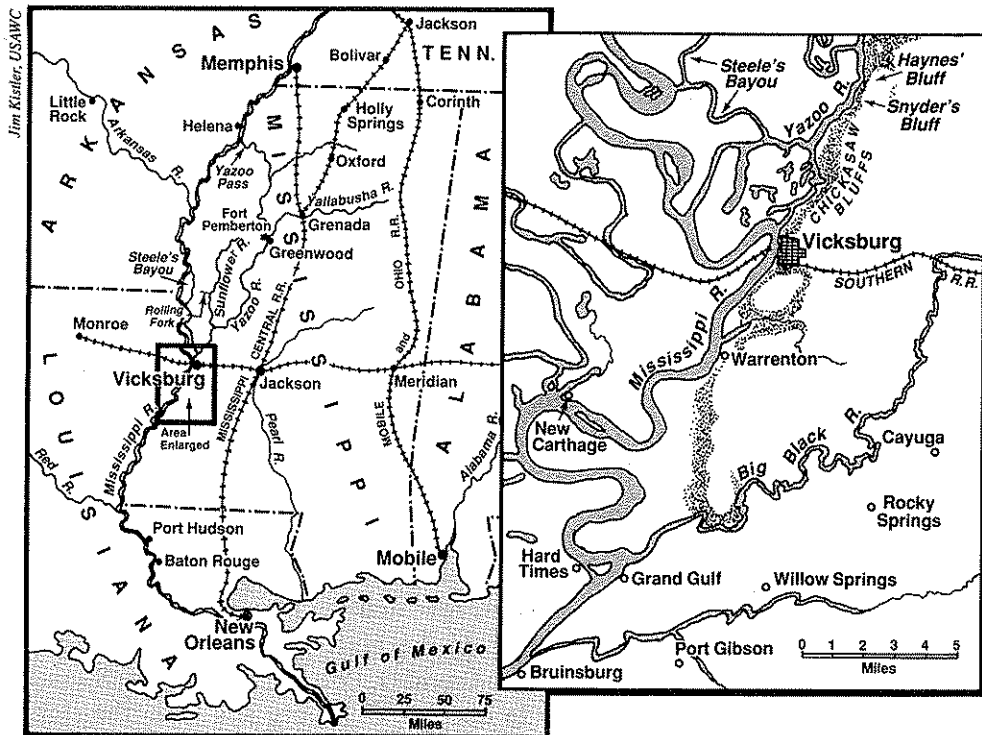 Jim Kistler, USAWC
ARKANSAS
TENN.
MISSISSIPPI
ALABAMA
LOUISIANA
Jackson
Bolivar
Memphis
Corinth
Little
Rock
Arkansas
R.
Helena
Holly
Springs
Oxford
Yazoo
Pass
Yallabusha R.
Fort
Pemberton
Grenada
Greenwood
Steele's
Bayou
Sunflower R.
Yazoo R.
Rolling
Fork
MISSISSIPPI CENTRAL R.R.
MOBILE and OHIO R.R.
Monroe
Vicksburg
Jackson
Meridian
Area
Enlarged
Mississippi R.
Pearl R.
Alabama R.
Red R.
Port Hudson
Baton Rouge
Mobile
New
Orleans
Gulf of Mexico
0 25 50 75
Miles
Steele's
Bayou
Yazoo R.
Haynes'
Bluff
Snyder's
Bluff
CHICKASAW
BLUFFS
Vicksburg
SOUTHERN
R.R.
Mississippi R.
Warrenton
New
Carthage
Big Black R.
Cayuga
Rocky
Springs
Hard
Times
Grand Gulf
Willow Springs
Bruinsburg
Port Gibson
0 1 2 3 4 5
Miles